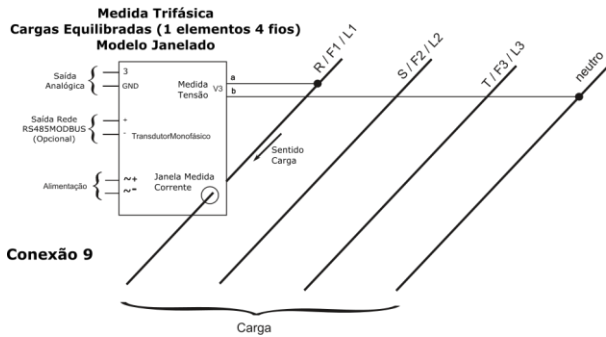 Medida Trifásica
Cargas Equilibradas (1 elementos 4 fios)
Modelo Janelado
R / F1 / L1
S / F2 / L2
T / F3 / L3
neutro
Saída
Analógica
3
GND
Medida
Tensão
V3
a
b
Saída Rede
RS485MODBUS
(Opcional)
+
-
TransdutorMonofásico
Sentido
Carga
Alimentação
~+
~-
Janela Medida
Corrente
Conexão 9
Carga